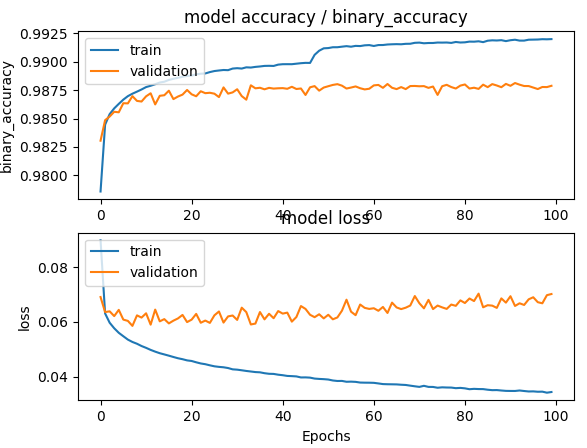 model accuracy / binary_accuracy
binary_accuracy
0.9925
0.9900
0.9875
0.9850
0.9825
0.9800
train
validation
0 20 40 60 80 100
model loss
loss
0.08
0.06
0.04
train
validation
0 20 40 60 80 100
Epochs